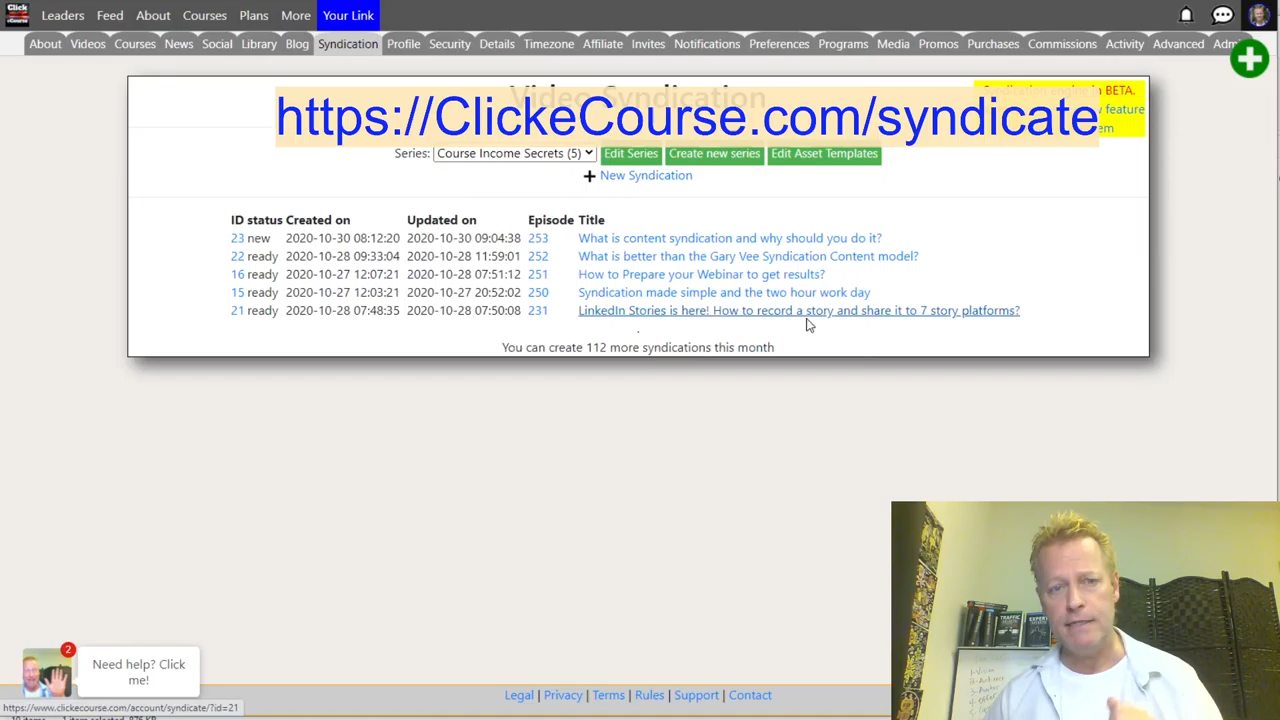 Click eCourse
Leaders Feed About Courses Plans More Your Link
About Videos Courses News Social Library Blog Syndication Profile Security Details Timezone Affiliate Invites Notifications Preferences Programs Media Promos Purchases Commissions Activity Advanced
https://ClickeCourse.com/syndicate
feature
Series: Course Income Secrets (5) Edit Series Create new series Edit Asset Templates
New Syndication
ID status Created on Updated on Episode Title
23 new 2020-10-30 08:12:20 2020-10-30 09:04:38 253 What is content syndication and why should you do it?
22 ready 2020-10-28 09:33:04 2020-10-28 11:59:01 252 What is better than the Gary Vee Syndication Content model?
16 ready 2020-10-27 12:07:21 2020-10-28 07:51:12 251 How to Prepare your Webinar to get results?
15 ready 2020-10-27 12:03:21 2020-10-27 20:52:02 250 Syndication made simple and the two hour work day
21 ready 2020-10-28 07:48:35 2020-10-28 07:50:08 231 LinkedIn Stories is here! How to record a story and share it to 7 story platforms?
.
You can create 112 more syndications this month
2
Need help? Click
me!
TRAFFIC
EXPERT
Legal | Privacy | Terms | Rules | Support | Contact
https://www.clickecourse.com/account/syndicate/?id=21